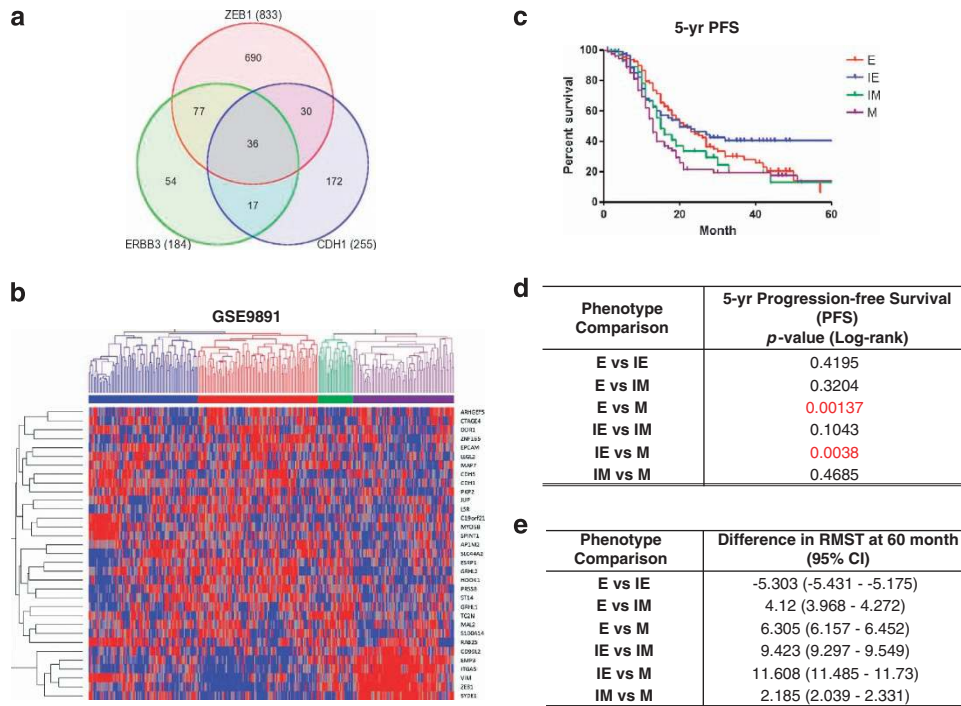 a
ZEB1 (833)
690
77
30
36
54
172
17
ERBB3 (184)
CDH1 (255)
b
GSE9891
ARHGEF5
CTAGE4
DDR1
ZNF165
EPCAM
LLGL2
MAP7
CDH3
CDH1
PKP2
JUP
LSR
C19orf21
MYO5B
SPINT1
AP1M2
SLC44A2
ESRP1
GRHL2
HOOK1
PRSS8
ST14
GRHL1
TC2N
MAL2
S100A14
RAB25
CD99L2
BMP3
ITGA5
VIM
ZEB1
SYDE1
c
5-yr PFS
Percent survival
100
80
60
40
20
0
0
20
40
60
Month
E
IE
IM
M
d
Phenotype Comparison
5-yr Progression-free Survival
(PFS)
p-value (Log-rank)
E vs IE 0.4195
E vs IM 0.3204
E vs M 0.00137
IE vs IM 0.1043
IE vs M 0.0038
IM vs M 0.4685
e
Phenotype Comparison
Difference in RMST at 60 month
(95% CI)
E vs IE -5.303 (-5.431 - -5.175)
E vs IM 4.12 (3.968 - 4.272)
E vs M 6.305 (6.157 - 6.452)
IE vs IM 9.423 (9.297 - 9.549)
IE vs M 11.608 (11.485 - 11.73)
IM vs M 2.185 (2.039 - 2.331)